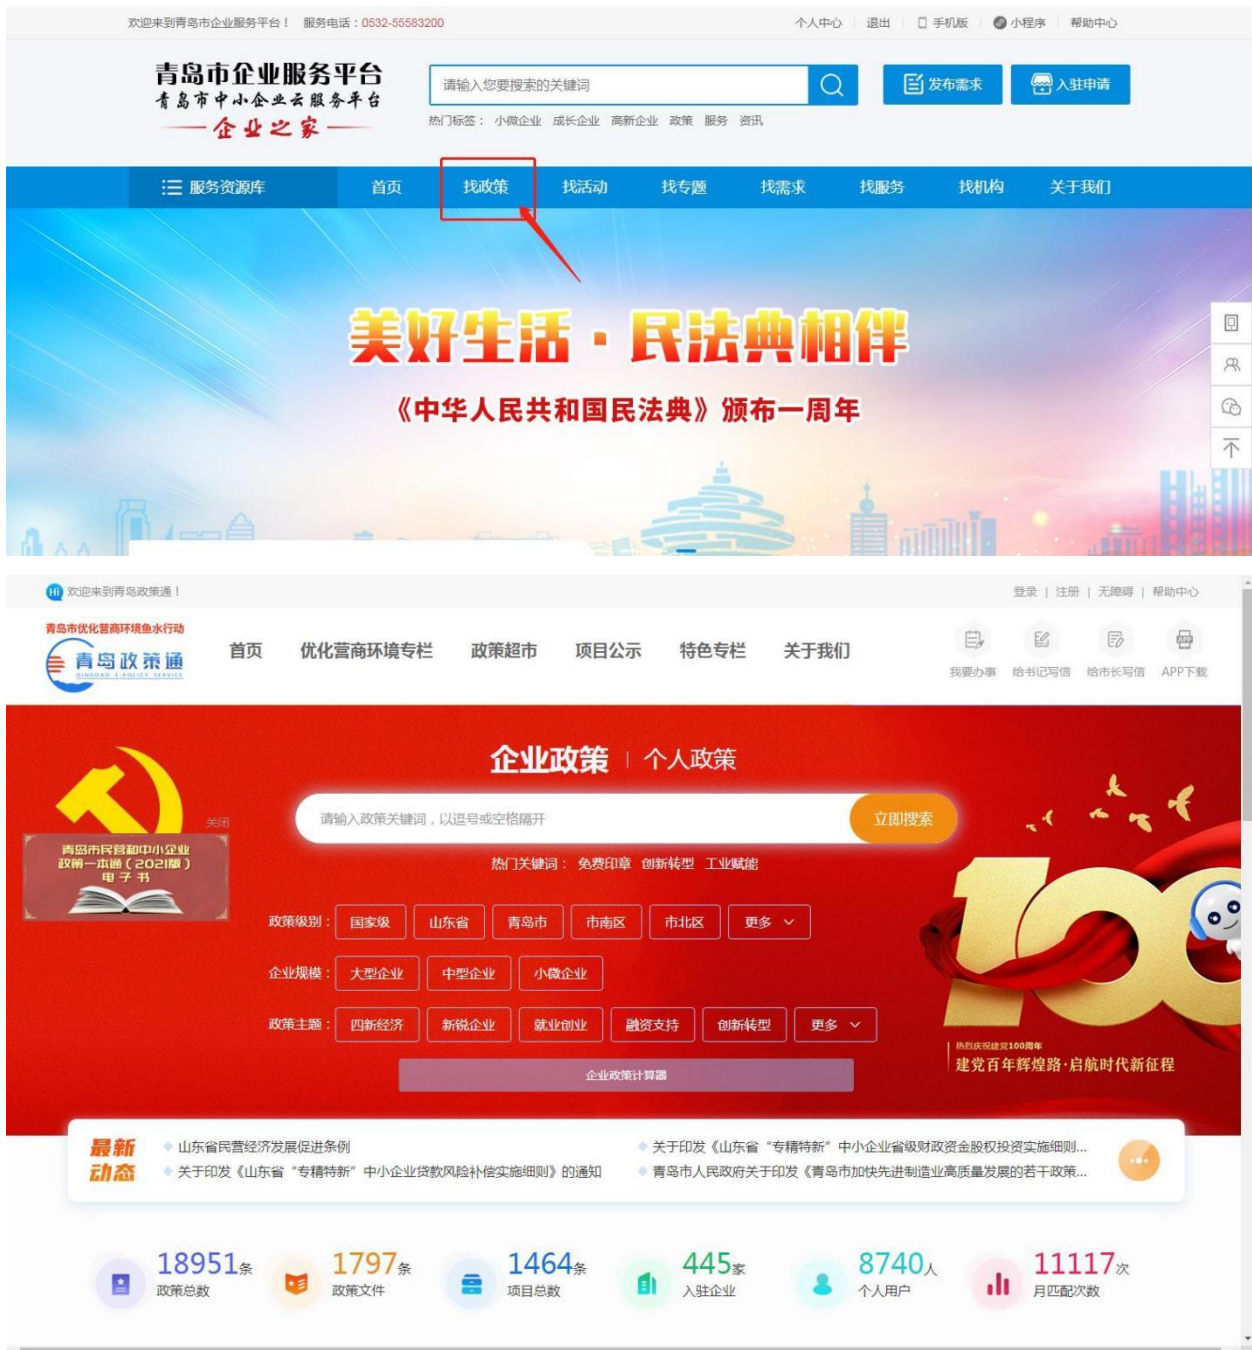 欢迎来到青岛市企业服务平台！ 服务电话：0532-55583200
个人中心 退出 手机版 小程序 帮助中心
青岛市企业服务平台
青岛市中小企业云服务平台
企业之家
请输入您要搜索的关键词
发布需求
入驻申请
热门标签： 小微企业 成长企业 高新企业 政策 服务 资讯
服务资源库 首页 找政策 找活动 找专题 找需求 找服务 找机构 关于我们
美好生活·民法典相伴
《中华人民共和国民法典》颁布一周年
Hi 欢迎来到青岛政策通！
登录 | 注册 | 无障碍 | 帮助中心
青岛市优化营商环境鱼水行动
青岛政策通
QINGDAO E-POLICY SERVICE
首页 优化营商环境专栏 政策超市 项目公示 特色专栏 关于我们
我要办事 给书记写信 给市长写信 APP下载
企业政策 | 个人政策
请输入政策关键词，以逗号或空格隔开
立即搜索
关闭
青岛市民营和中小企业
政策一本通（2021版）
电子书
热门关键词： 免费印章 创新转型 工业赋能
政策级别： 国家级 山东省 青岛市 市南区 市北区 更多
企业规模： 大型企业 中型企业 小微企业
政策主题： 四新经济 新锐企业 就业创业 融资支持 创新转型 更多
企业政策计算器
100
热烈庆祝建党100周年
建党百年辉煌路·启航时代新征程
最新
动态
山东省民营经济发展促进条例
关于印发《山东省“专精特新”中小企业省级财政资金股权投资实施细则...
关于印发《山东省“专精特新”中小企业贷款风险补偿实施细则》的通知
青岛市人民政府关于印发《青岛市加快先进制造业高质量发展的若干政策...
18951条
政策总数
1797条
政策文件
1464条
项目总数
445家
入驻企业
8740人
个人用户
11117次
月匹配次数